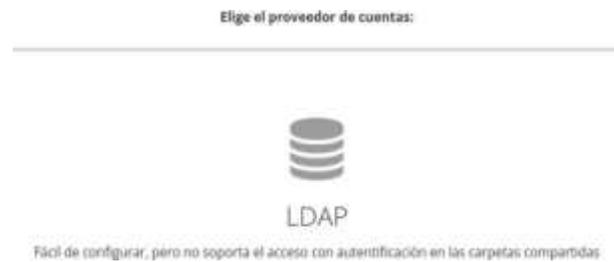 Elige el proveedor de cuentas:
LDAP
Fácil de configurar, pero no soporta el acceso con autentificación en las carpetas compartidas